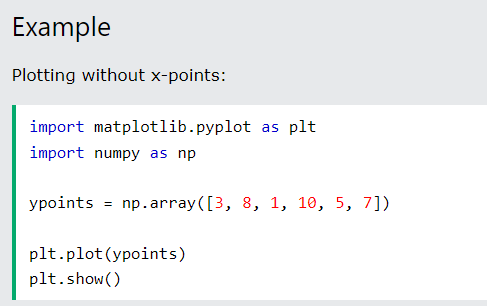 Example
Plotting without x-points:
import matplotlib.pyplot as plt
import numpy as np
ypoints = np.array([3, 8, 1, 10, 5, 7])
plt.plot(ypoints)
plt.show()